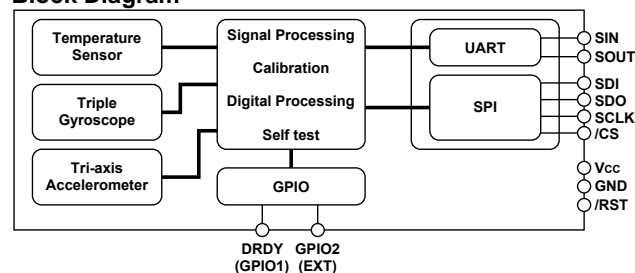 Block Diagram
Temperature
Sensor
Triple
Gyroscope
Tri-axis
Accelerometer
Signal Processing
Calibration
Digital Processing
Self test
GPIO
UART
SPI
SIN
SOUT
SDI
SDO
SCLK
/CS
Vcc
GND
/RST
DRDY GPIO2
(GPIO1) (EXT)